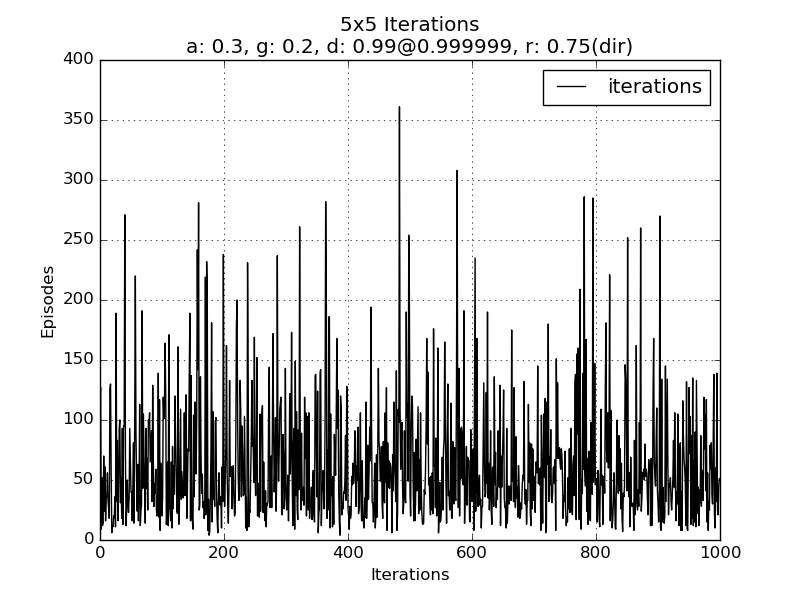 5x5 Iterations
a: 0.3, g: 0.2, d: 0.99@0.999999, r: 0.75(dir)
iterations
400
350
300
250
200
150
100
50
0
Episodes
0 200 400 600 800 1000
Iterations